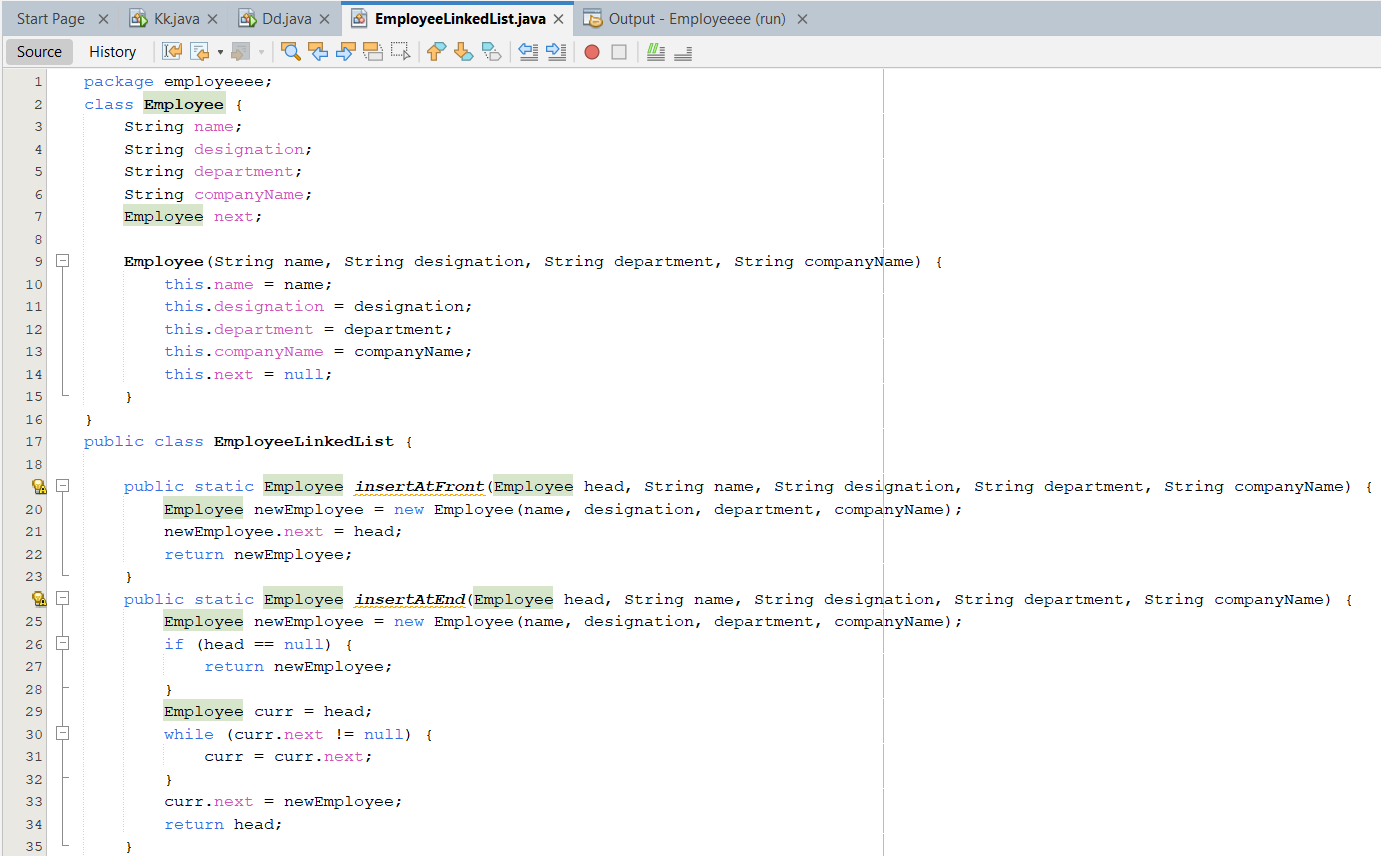 Start Page Kk.java Dd.java EmployeeLinkedList.java Output - Employeeee (run)
Source History
1 package employeeee;
2 class Employee {
3 String name;
4 String designation;
5 String department;
6 String companyName;
7 Employee next;
8
9 Employee(String name, String designation, String department, String companyName) {
10 this.name = name;
11 this.designation = designation;
12 this.department = department;
13 this.companyName = companyName;
14 this.next = null;
15 }
16 }
17 public class EmployeeLinkedList {
18
public static Employee insertAtFront(Employee head, String name, String designation, String department, String companyName) {
20 Employee newEmployee = new Employee(name, designation, department, companyName);
21 newEmployee.next = head;
22 return newEmployee;
23 }
public static Employee insertAtEnd(Employee head, String name, String designation, String department, String companyName) {
25 Employee newEmployee = new Employee(name, designation, department, companyName);
26 if (head == null) {
27 return newEmployee;
28 }
29 Employee curr = head;
30 while (curr.next != null) {
31 curr = curr.next;
32 }
33 curr.next = newEmployee;
34 return head;
35 }